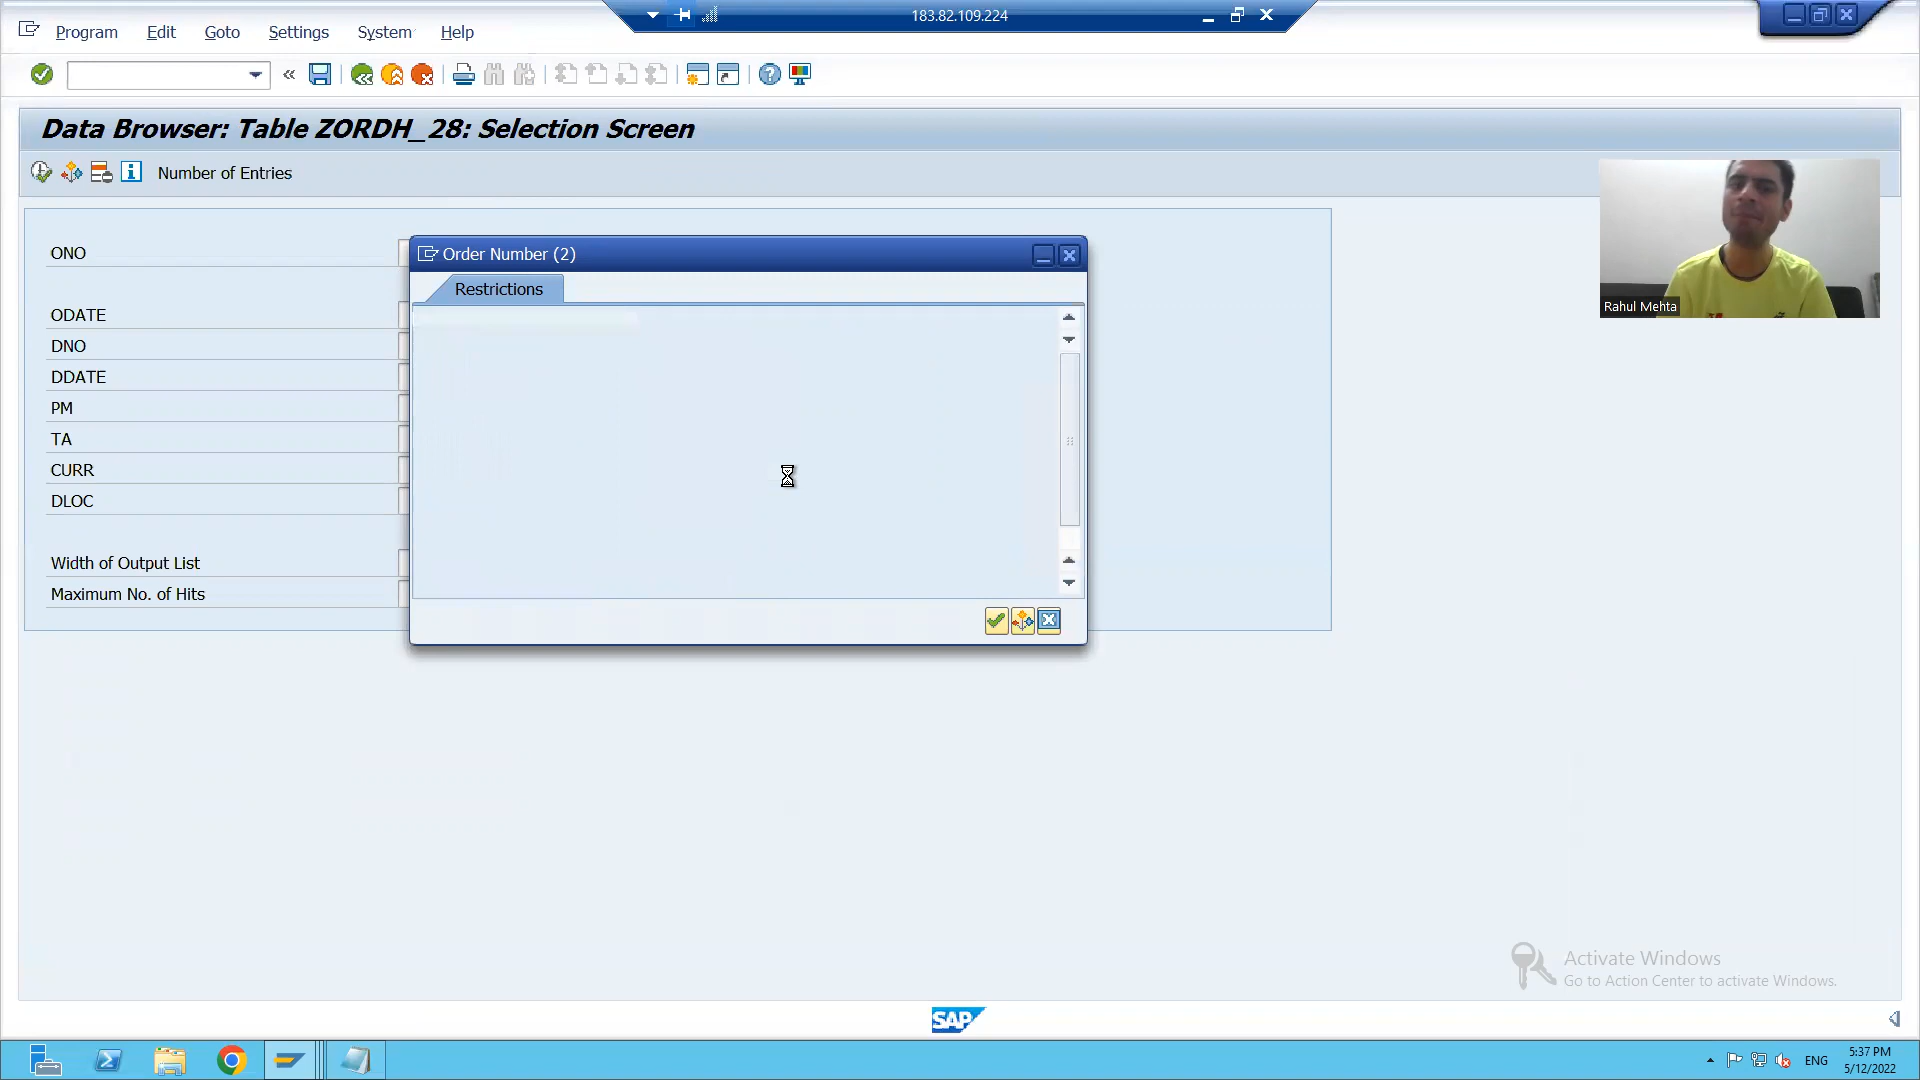 183.82.109.224
Program Edit Goto Settings System Help
Data Browser: Table ZORDH_28: Selection Screen
Number of Entries
Rahul Mehta
ONO
ODATE
DNO
DDATE
PM
TA
CURR
DLOC
Width of Output List
Maximum No. of Hits
Order Number (2)
Restrictions
Activate Windows
Go to Action Center to activate Windows.
SAP
ENG
5:37 PM
5/12/2022